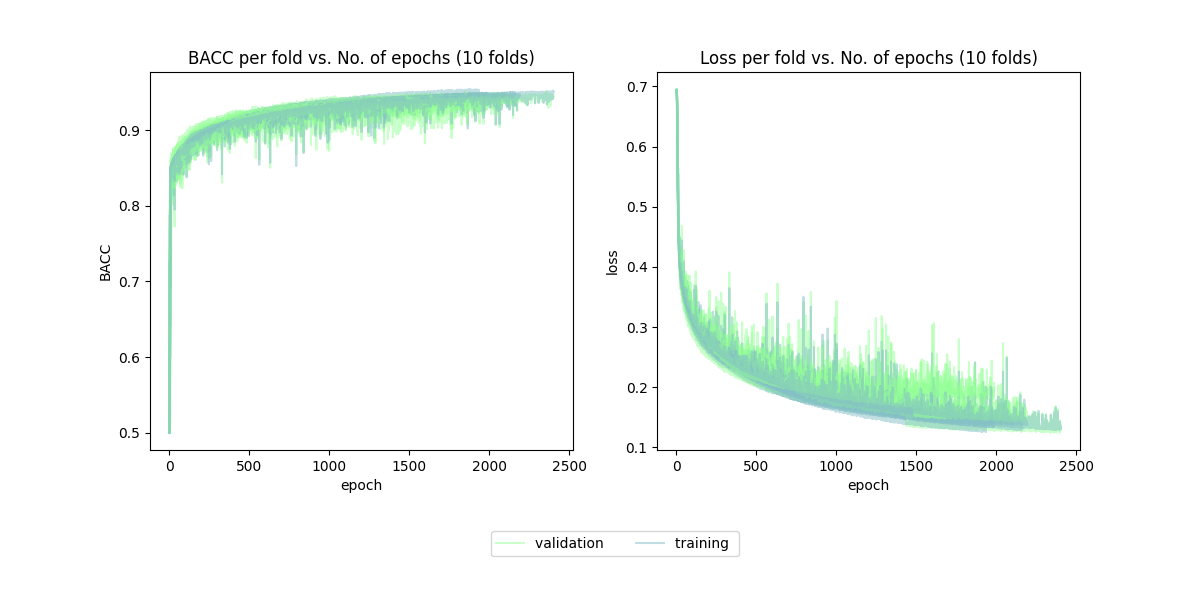 BACC per fold vs. No. of epochs (10 folds)
BACC
0.9
0.8
0.7
0.6
0.5
0 500 1000 1500 2000 2500
epoch
Loss per fold vs. No. of epochs (10 folds)
loss
0.7
0.6
0.5
0.4
0.3
0.2
0.1
0 500 1000 1500 2000 2500
epoch
validation training